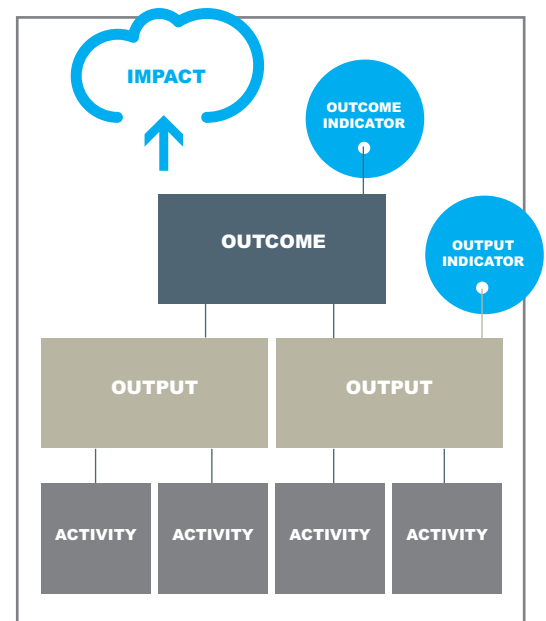 IMPACT
OUTCOME
INDICATOR
OUTCOME
OUTPUT
INDICATOR
OUTPUT
OUTPUT
ACTIVITY
ACTIVITY
ACTIVITY
ACTIVITY